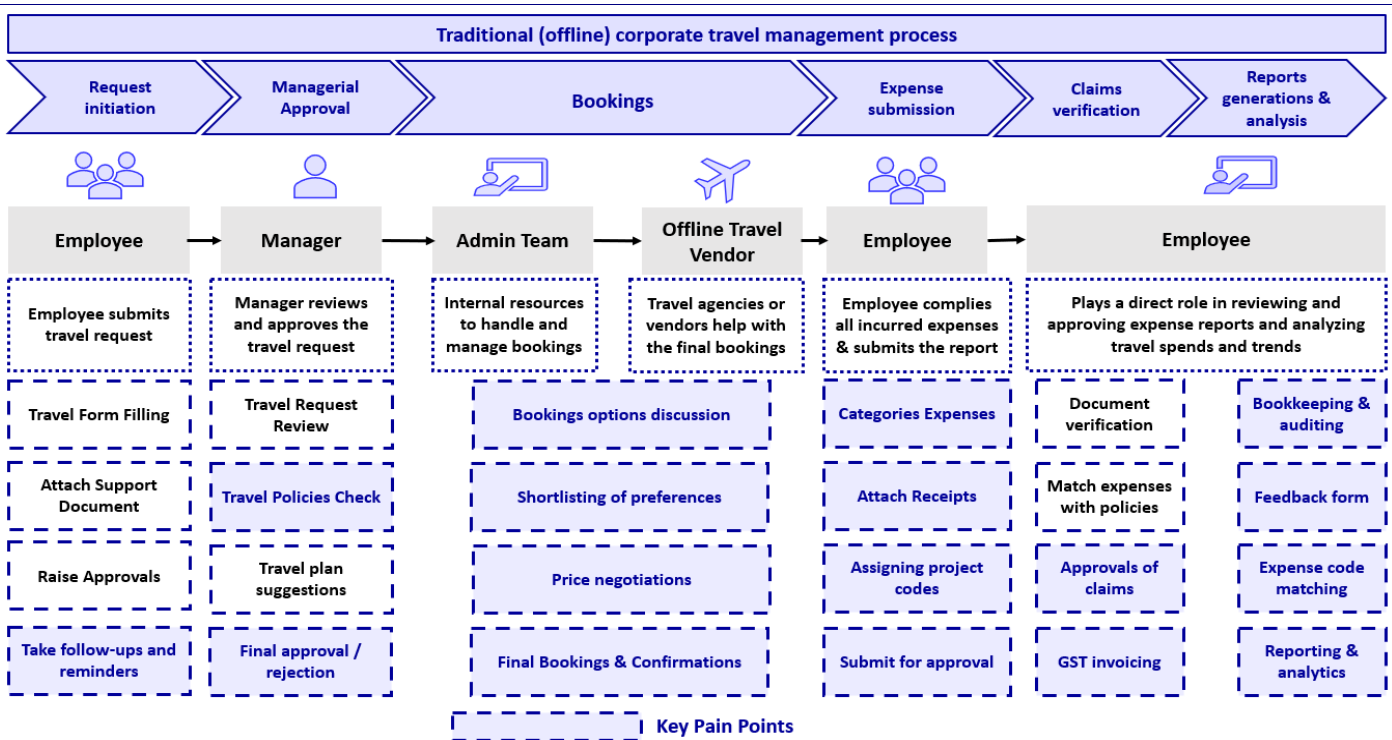 Traditional (offline) corporate travel management process
Request
initiation
Managerial
Approval
Bookings
Expense
submission
Claims
verification
Reports
generations &
analysis
Employee
Manager
Admin Team
Offline Travel
Vendor
Employee
Employee
Employee submits
travel request
Manager reviews
and approves the
travel request
Internal resources
to handle and
manage bookings
Travel agencies or
vendors help with
the final bookings
Employee complies
all incurred expenses
& submits the report
Plays a direct role in reviewing and
approving expense reports and analyzing
travel spends and trends
Travel Form Filling
Travel Request
Review
Bookings options discussion
Categories Expenses
Document
verification
Bookkeeping &
auditing
Attach Support
Document
Travel Policies Check
Shortlisting of preferences
Attach Receipts
Match expenses
with policies
Feedback form
Raise Approvals
Travel plan
suggestions
Price negotiations
Assigning project
codes
Approvals of
claims
Expense code
matching
Take follow-ups and
reminders
Final approval /
rejection
Final Bookings & Confirmations
Submit for approval
GST invoicing
Reporting &
analytics
Key Pain Points